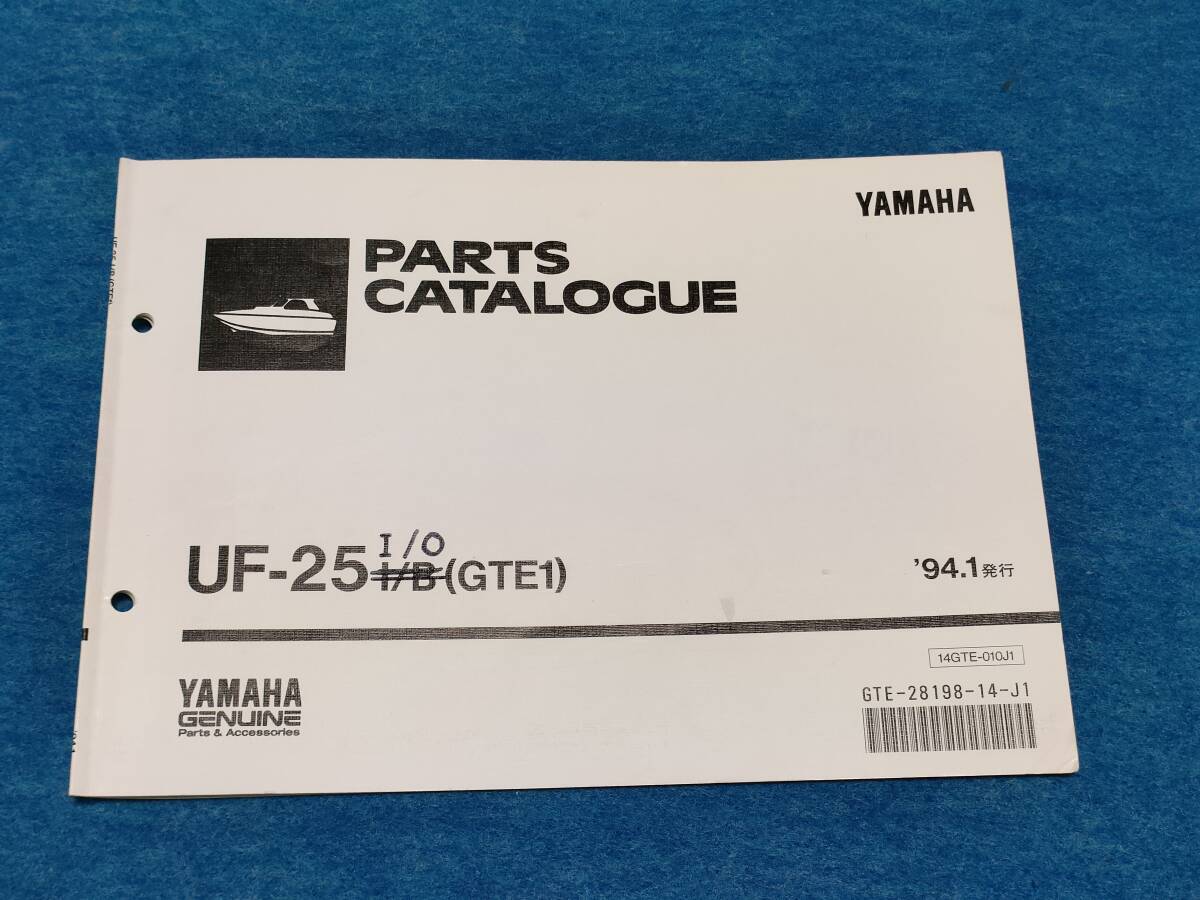 YAMAHA
PARTS
CATALOGUE
I/O
UF-25 I/B (GTE1)
'94.1発行
14GTE-010J1
GTE-28198-14-J1
YAMAHA
GENUINE
Parts & Accessories